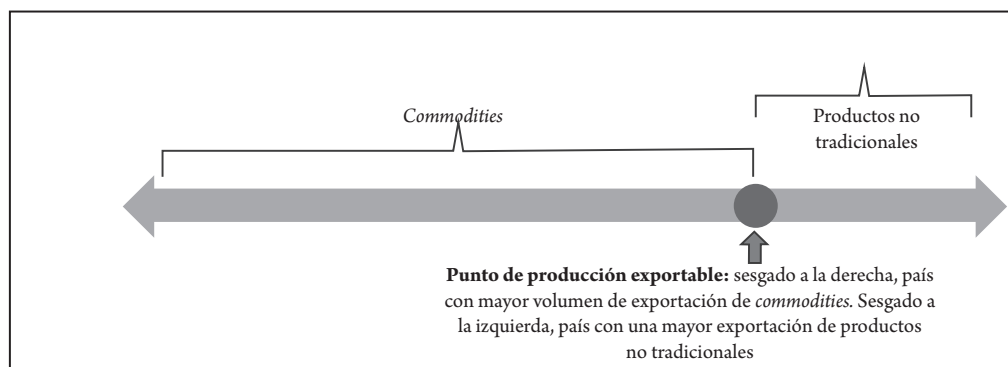 Commodities
Productos no
tradicionales
Punto de producción exportable: sesgado a la derecha, país
con mayor volumen de exportación de commodities. Sesgado a
la izquierda, país con una mayor exportación de productos
no tradicionales